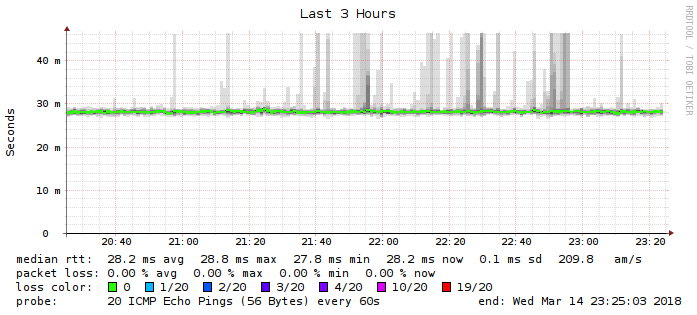 Last 3 Hours
RRDTOOL / TOBI OETIKER
Seconds
40 m
30 m
20 m
10 m
0
20:40 21:00 21:20 21:40 22:00 22:20 22:40 23:00 23:20
median rtt: 28.2 ms avg 28.8 ms max 27.8 ms min 28.2 ms now 0.1 ms sd 209.8 am/s
packet loss: 0.00 % avg 0.00 % max 0.00 % min 0.00 % now
loss color: 0 1/20 2/20 3/20 4/20 10/20 19/20
probe: 20 ICMP Echo Pings (56 Bytes) every 60s end: Wed Mar 14 23:25:03 2018